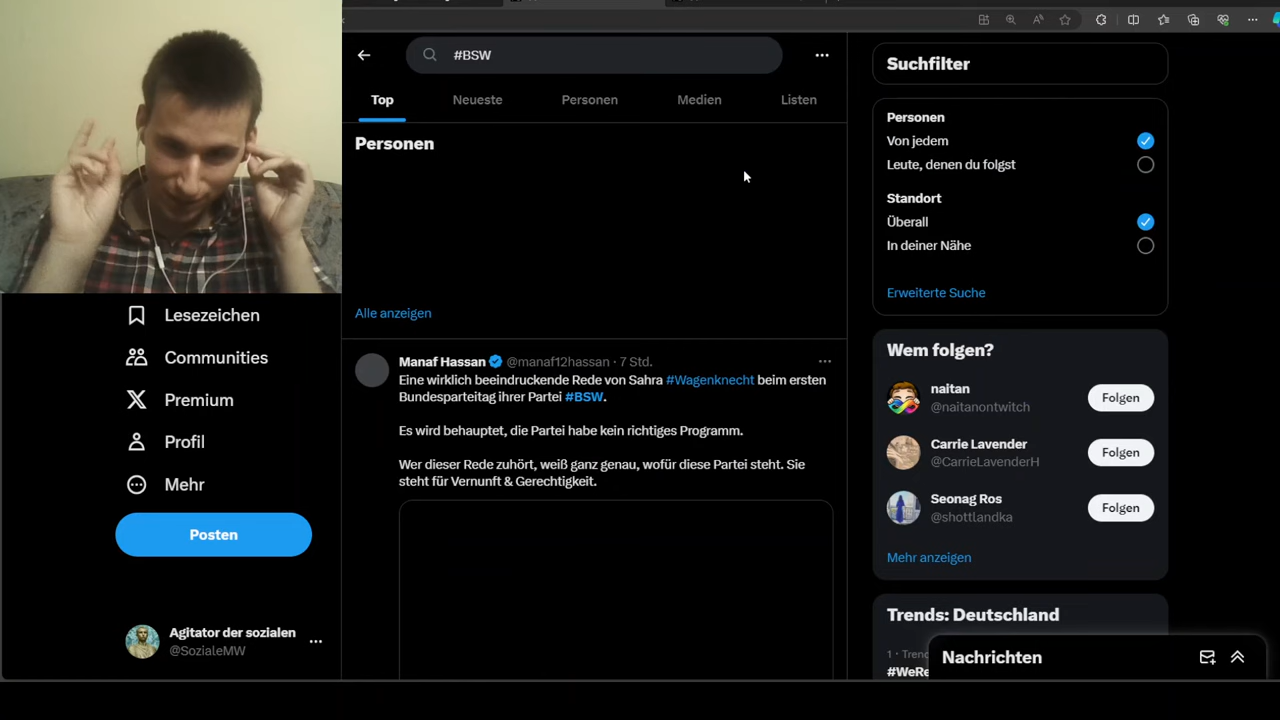 #BSW
Top
Neueste
Personen
Medien
Listen
Personen
Alle anzeigen
Manaf Hassan @manaf12hassan · 7 Std.
Eine wirklich beeindruckende Rede von Sahra #Wagenknecht beim ersten
Bundesparteitag ihrer Partei #BSW.
Es wird behauptet, die Partei habe kein richtiges Programm.
Wer dieser Rede zuhört, weiß ganz genau, wofür diese Partei steht. Sie
steht für Vernunft & Gerechtigkeit.
Lesezeichen
Communities
Premium
Profil
Mehr
Posten
Agitator der sozialen
@SozialeMW
Suchfilter
Personen
Von jedem
Leute, denen du folgst
Standort
Überall
In deiner Nähe
Erweiterte Suche
Wem folgen?
naitan
@naitanontwitch
Folgen
Carrie Lavender
@CarrieLavenderH
Folgen
Seonag Ros
@shottlandka
Folgen
Mehr anzeigen
Trends: Deutschland
1 · Trend
#WeRe
Nachrichten